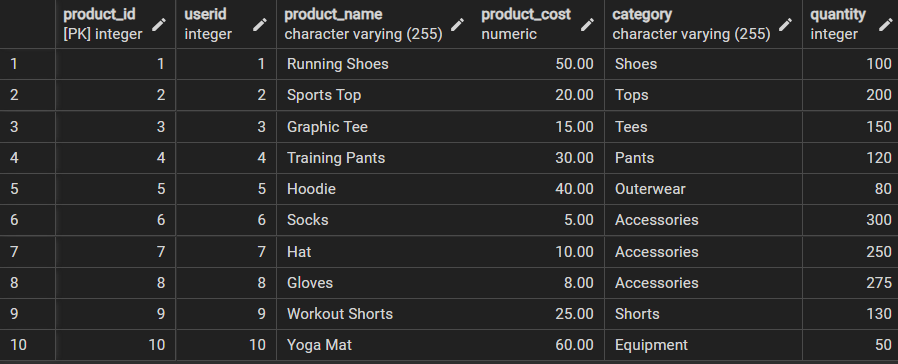 product_id userid product_name product_cost category quantity
[PK] integer integer character varying (255) numeric character varying (255) integer
1 1 1 Running Shoes 50.00 Shoes 100
2 2 2 Sports Top 20.00 Tops 200
3 3 3 Graphic Tee 15.00 Tees 150
4 4 4 Training Pants 30.00 Pants 120
5 5 5 Hoodie 40.00 Outerwear 80
6 6 6 Socks 5.00 Accessories 300
7 7 7 Hat 10.00 Accessories 250
8 8 8 Gloves 8.00 Accessories 275
9 9 9 Workout Shorts 25.00 Shorts 130
10 10 10 Yoga Mat 60.00 Equipment 50